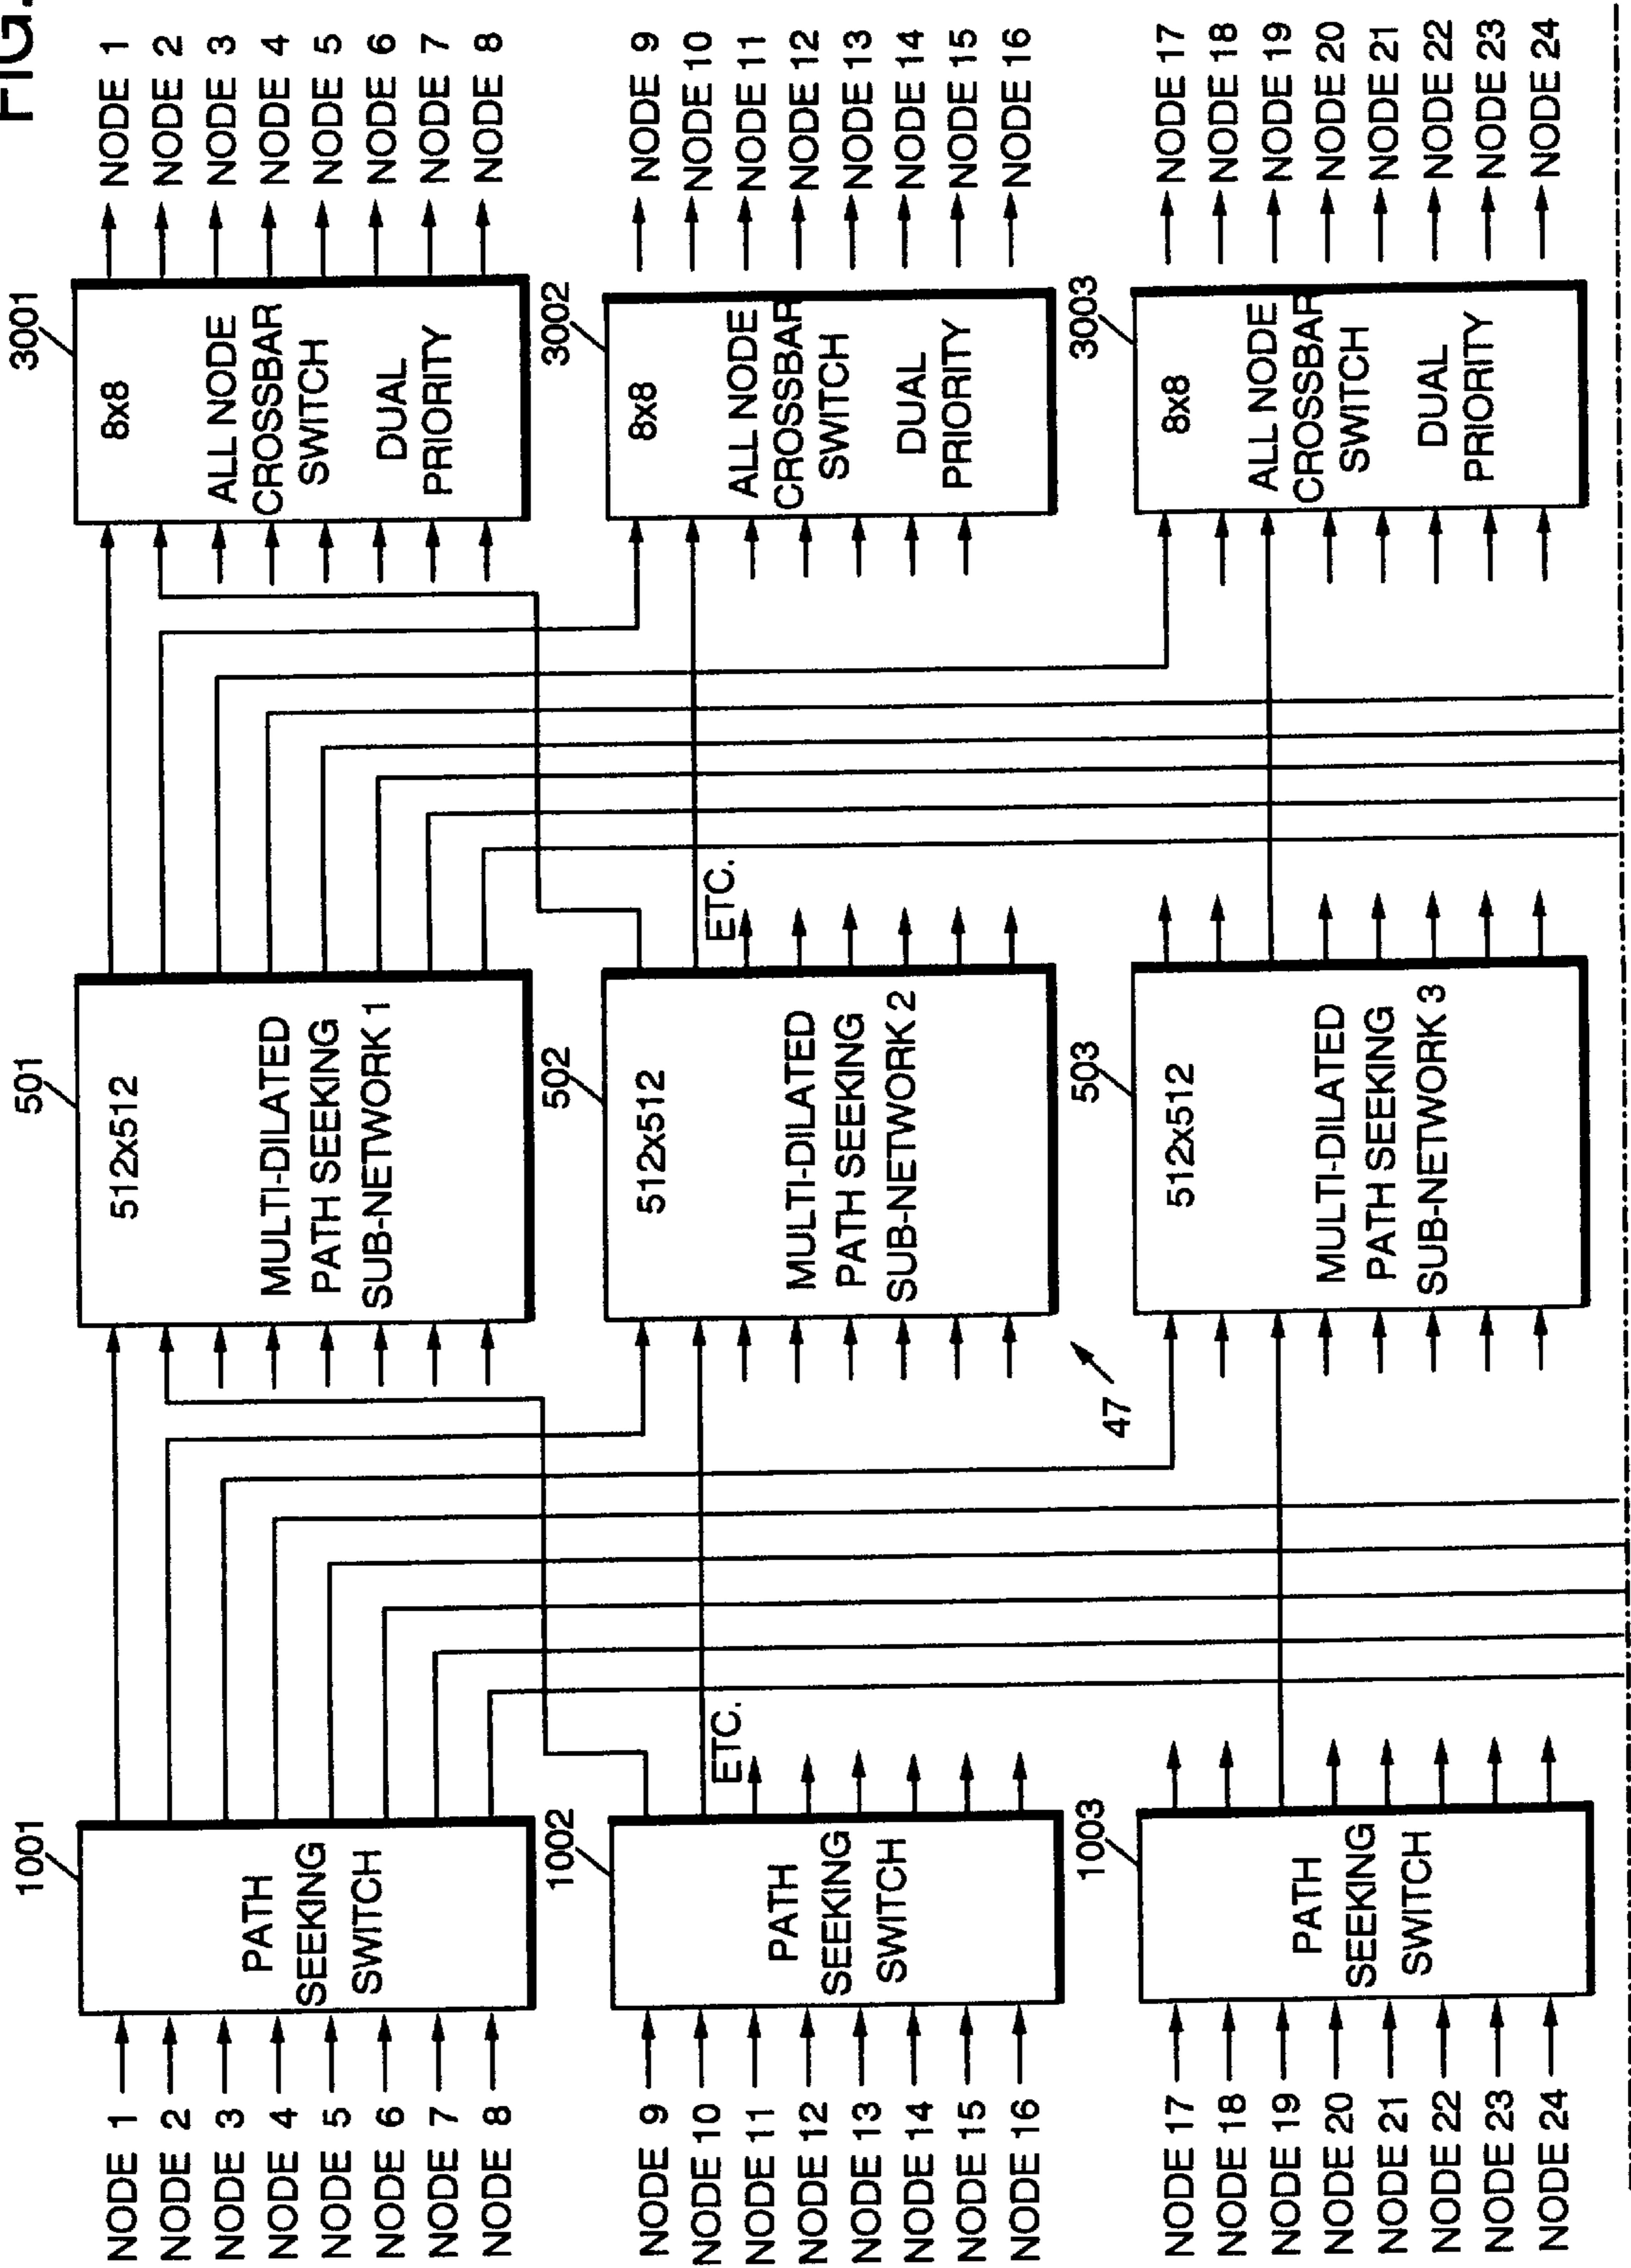 FIG.
NODE 1
NODE 2
NODE 3
NODE 4
NODE 5
NODE 6
NODE 7
NODE 8
1001
PATH
SEEKING
SWITCH
501
512x512
MULTI-DILATED
PATH SEEKING
SUB-NETWORK 1
3001
8x8
ALL NODE
CROSSBAR
SWITCH
DUAL
PRIORITY
NODE 1
NODE 2
NODE 3
NODE 4
NODE 5
NODE 6
NODE 7
NODE 8
NODE 9
NODE 10
NODE 11
NODE 12
NODE 13
NODE 14
NODE 15
NODE 16
1002
PATH
SEEKING
SWITCH
ETC.
502
512x512
MULTI-DILATED
PATH SEEKING
SUB-NETWORK 2
ETC.
3002
8x8
ALL NODE
CROSSBAR
SWITCH
DUAL
PRIORITY
NODE 9
NODE 10
NODE 11
NODE 12
NODE 13
NODE 14
NODE 15
NODE 16
47
NODE 17
NODE 18
NODE 19
NODE 20
NODE 21
NODE 22
NODE 23
NODE 24
1003
PATH
SEEKING
SWITCH
503
512x512
MULTI-DILATED
PATH SEEKING
SUB-NETWORK 3
3003
8x8
ALL NODE
CROSSBAR
SWITCH
DUAL
PRIORITY
NODE 17
NODE 18
NODE 19
NODE 20
NODE 21
NODE 22
NODE 23
NODE 24